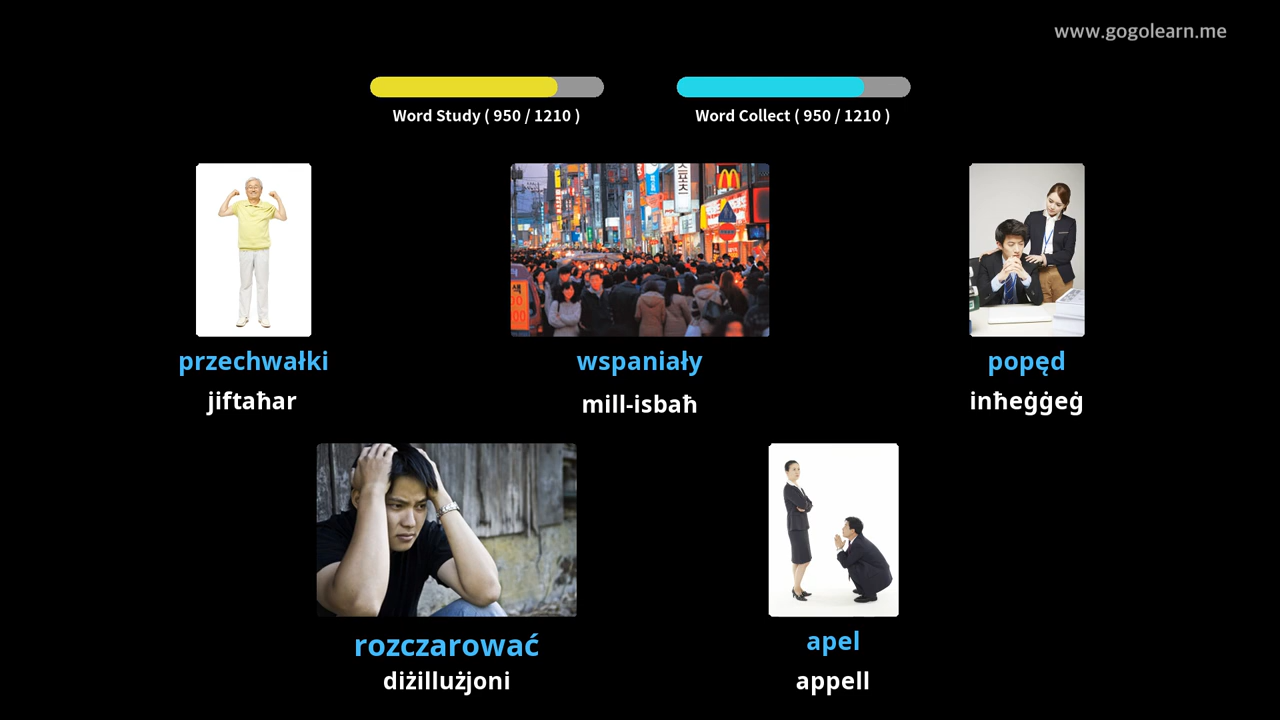 www.gogolearn.me
Word Study ( 950 / 1210 )
Word Collect ( 950 / 1210 )
przechwałki
jiftaħar
wspaniały
mill-isbaħ
popęd
inħeġġeġ
rozczarować
diżillużjoni
apel
appell